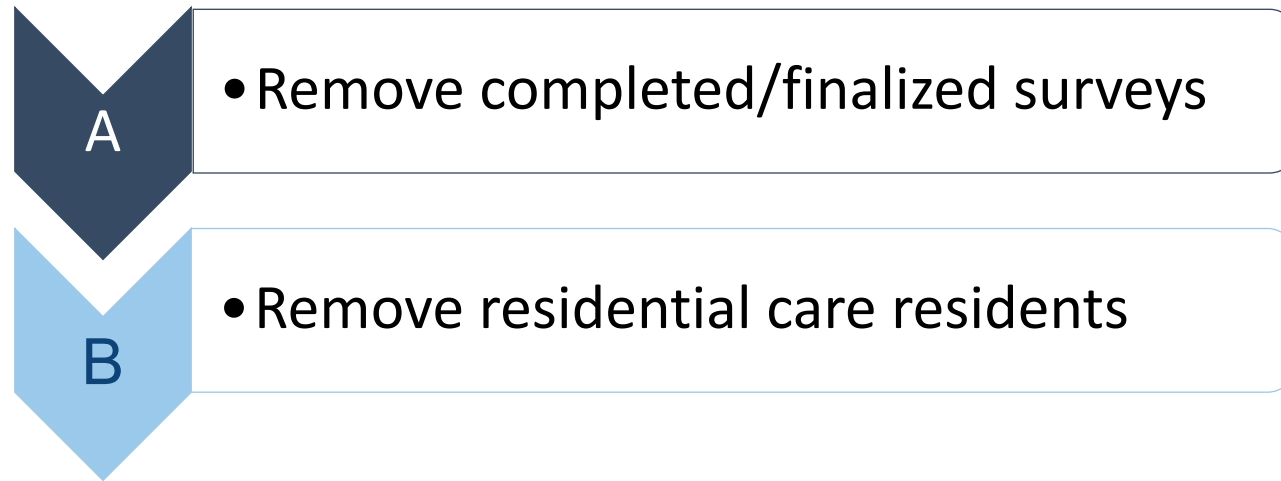 A
•Remove completed/finalized surveys
B
•Remove residential care residents